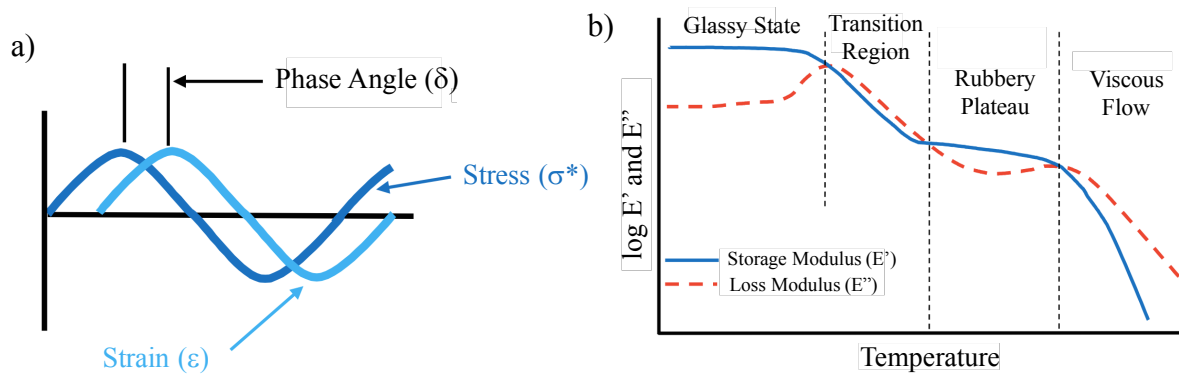 a)
Phase Angle (δ)
Stress (σ*)
Strain (ε)
b)
Glassy State
Transition
Region
Rubbery
Plateau
Viscous
Flow
log E' and E”
Storage Modulus (E’)
Loss Modulus (E”)
Temperature